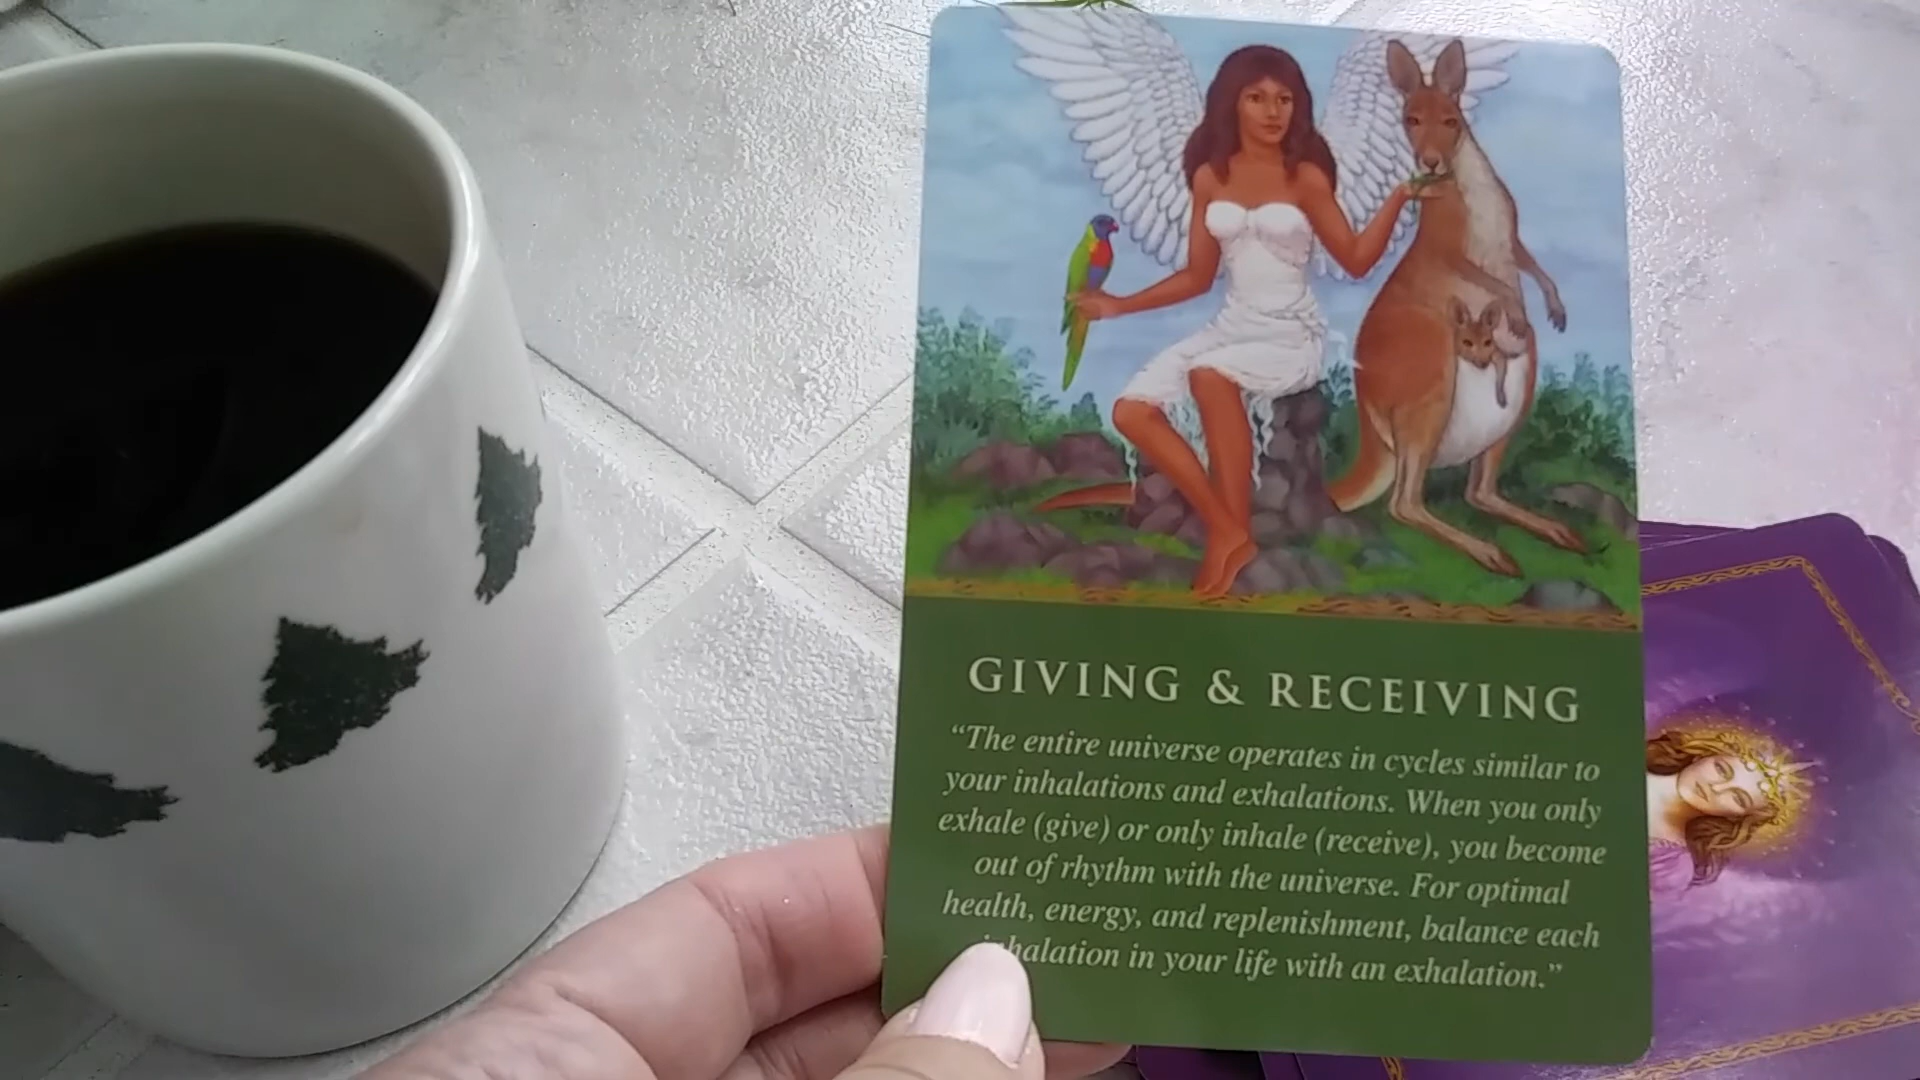 GIVING & RECEIVING
“The entire universe operates in cycles similar to
your inhalations and exhalations. When you only
exhale (give) or only inhale (receive), you become
out of rhythm with the universe. For optimal
health, energy, and replenishment, balance each
inhalation in your life with an exhalation.”